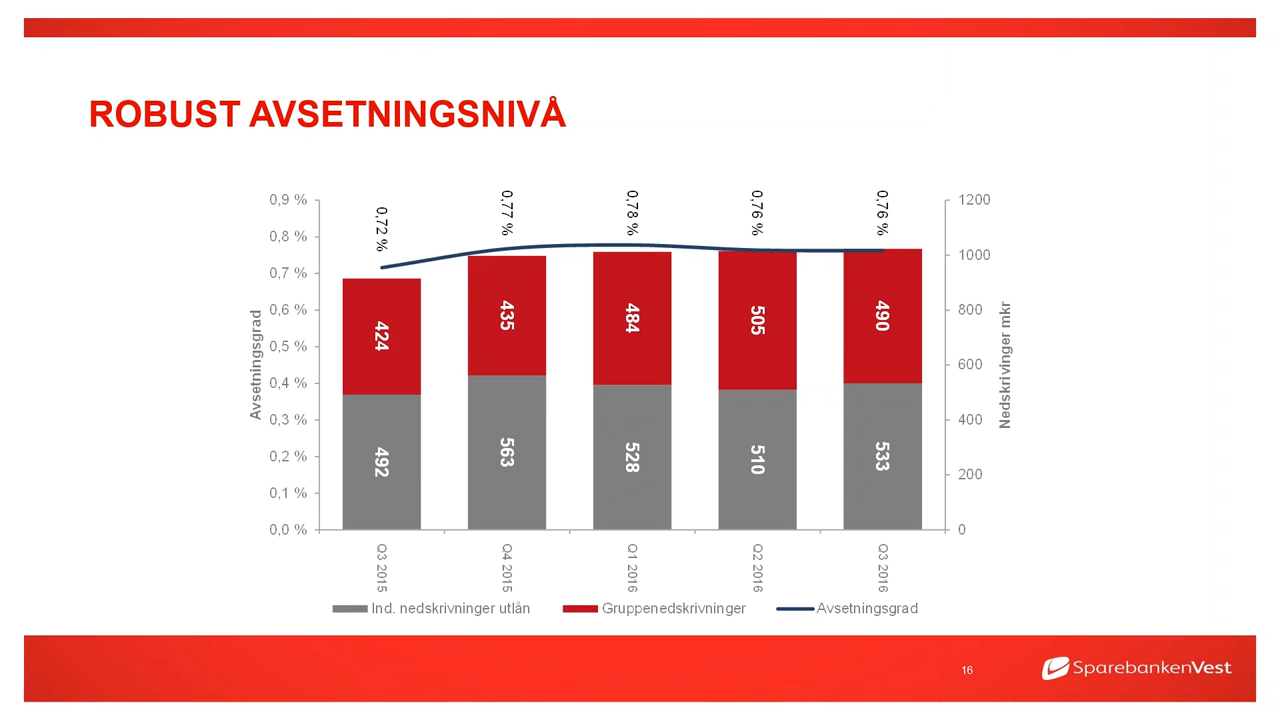 ROBUST AVSETNINGSNIVÅ
0,9 %
0,8 %
0,7 %
0,6 %
0,5 %
0,4 %
0,3 %
0,2 %
0,1 %
0,0 %
Avsetningsgrad
0,72 %
0,77 %
0,78 %
0,76 %
0,76 %
424
435
484
505
490
492
563
528
510
533
1200
1000
800
600
400
200
0
Nedskrivinger mkr
Q3 2015
Q4 2015
Q1 2016
Q2 2016
Q3 2016
Ind. nedskrivninger utlån
Gruppenedskrivninger
Avsetningsgrad
16
SparebankenVest